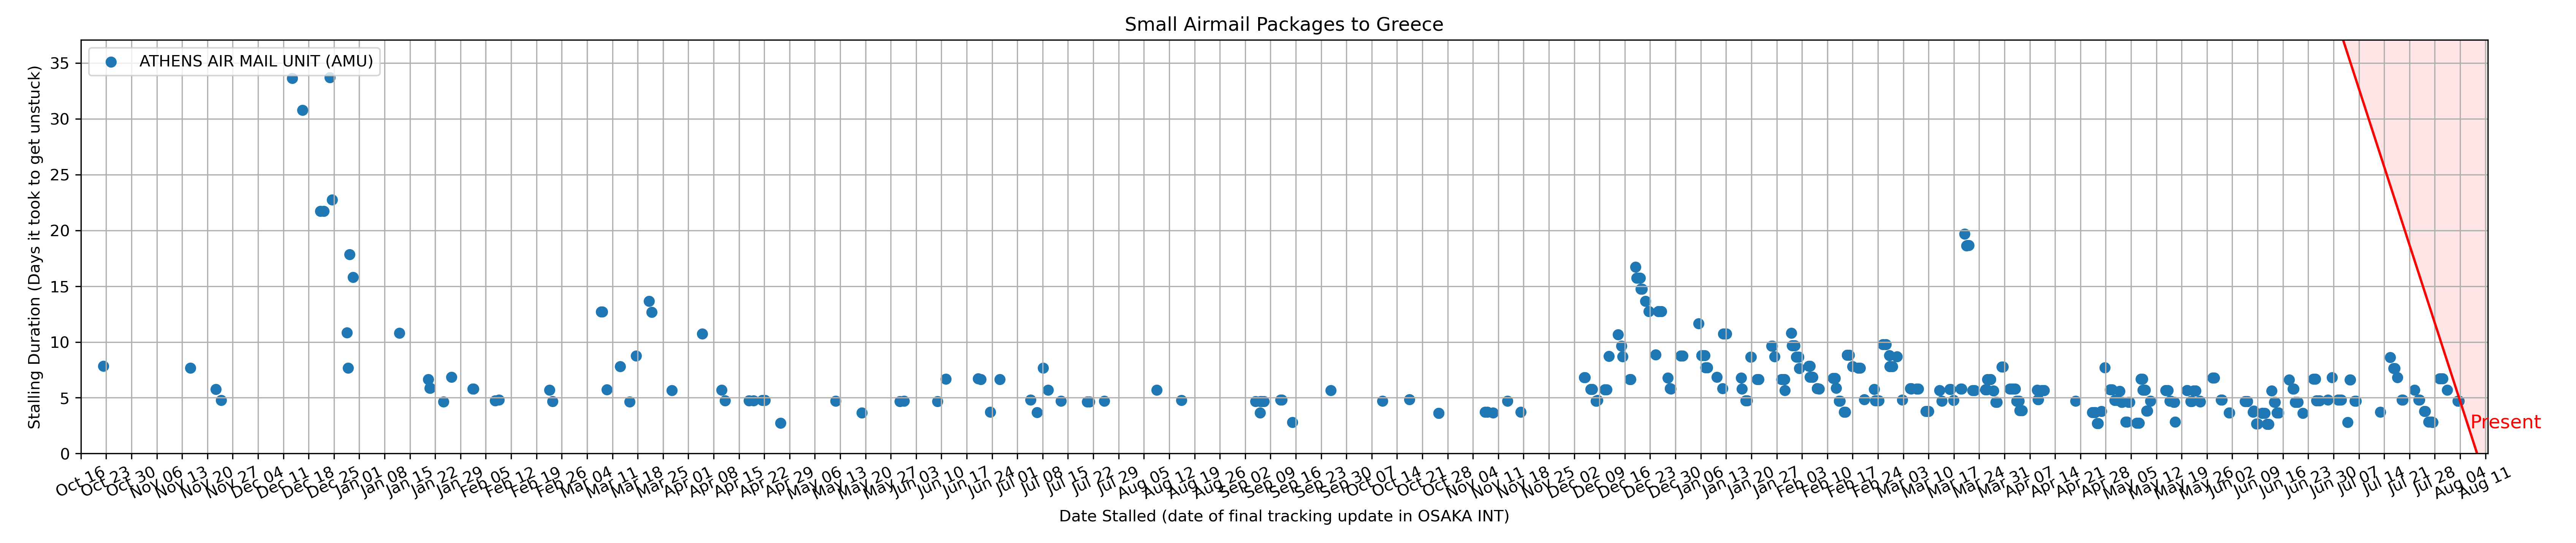 Small Airmail Packages to Greece
ATHENS AIR MAIL UNIT (AMU)
Stalling Duration (Days it took to get unstuck)
35
30
25
20
15
10
5
0
Present
Oct 16
Oct 23
Oct 30
Nov 06
Nov 13
Nov 20
Nov 27
Dec 04
Dec 11
Dec 18
Dec 25
Jan 01
Jan 08
Jan 15
Jan 22
Jan 29
Feb 05
Feb 12
Feb 19
Feb 26
Mar 04
Mar 11
Mar 18
Mar 25
Apr 01
Apr 08
Apr 15
Apr 22
Apr 29
May 06
May 13
May 20
May 27
Jun 03
Jun 10
Jun 17
Jun 24
Jul 01
Jul 08
Jul 15
Jul 22
Jul 29
Aug 05
Aug 12
Aug 19
Aug 26
Sep 02
Sep 09
Sep 16
Sep 23
Sep 30
Oct 07
Oct 14
Oct 21
Oct 28
Nov 04
Nov 11
Nov 18
Nov 25
Dec 02
Dec 09
Dec 16
Dec 23
Dec 30
Jan 06
Jan 13
Jan 20
Jan 27
Feb 03
Feb 10
Feb 17
Feb 24
Mar 03
Mar 10
Mar 17
Mar 24
Mar 31
Apr 07
Apr 14
Apr 21
Apr 28
May 05
May 12
May 19
May 26
Jun 02
Jun 09
Jun 16
Jun 23
Jun 30
Jul 07
Jul 14
Jul 21
Jul 28
Aug 04
Aug 11
Date Stalled (date of final tracking update in OSAKA INT)